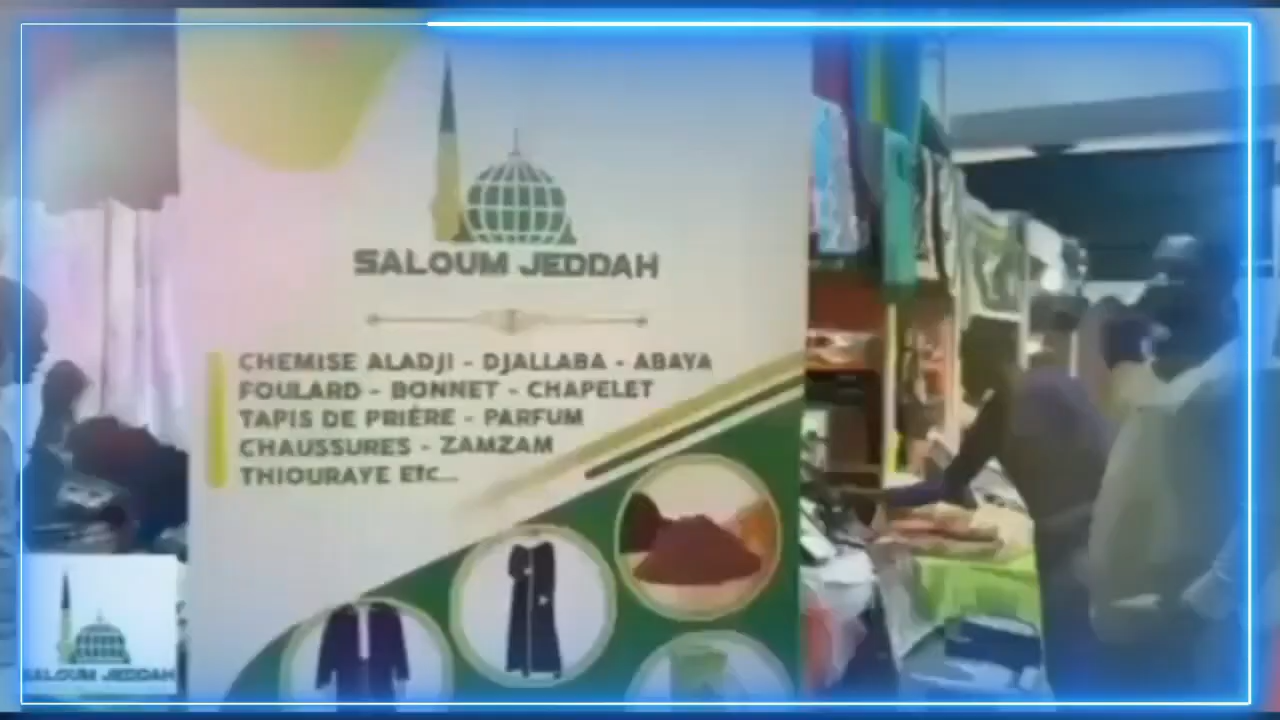 SALOUM JEDDAH
CHEMISE ALADJI - DJALLABA - ABAYA
FOULARD - BONNET - CHAPELET
TAPIS DE PRIÈRE - PARFUM
CHAUSSURES - ZAMZAM
THIOURAYE Etc...
SALOUM JEDDAH